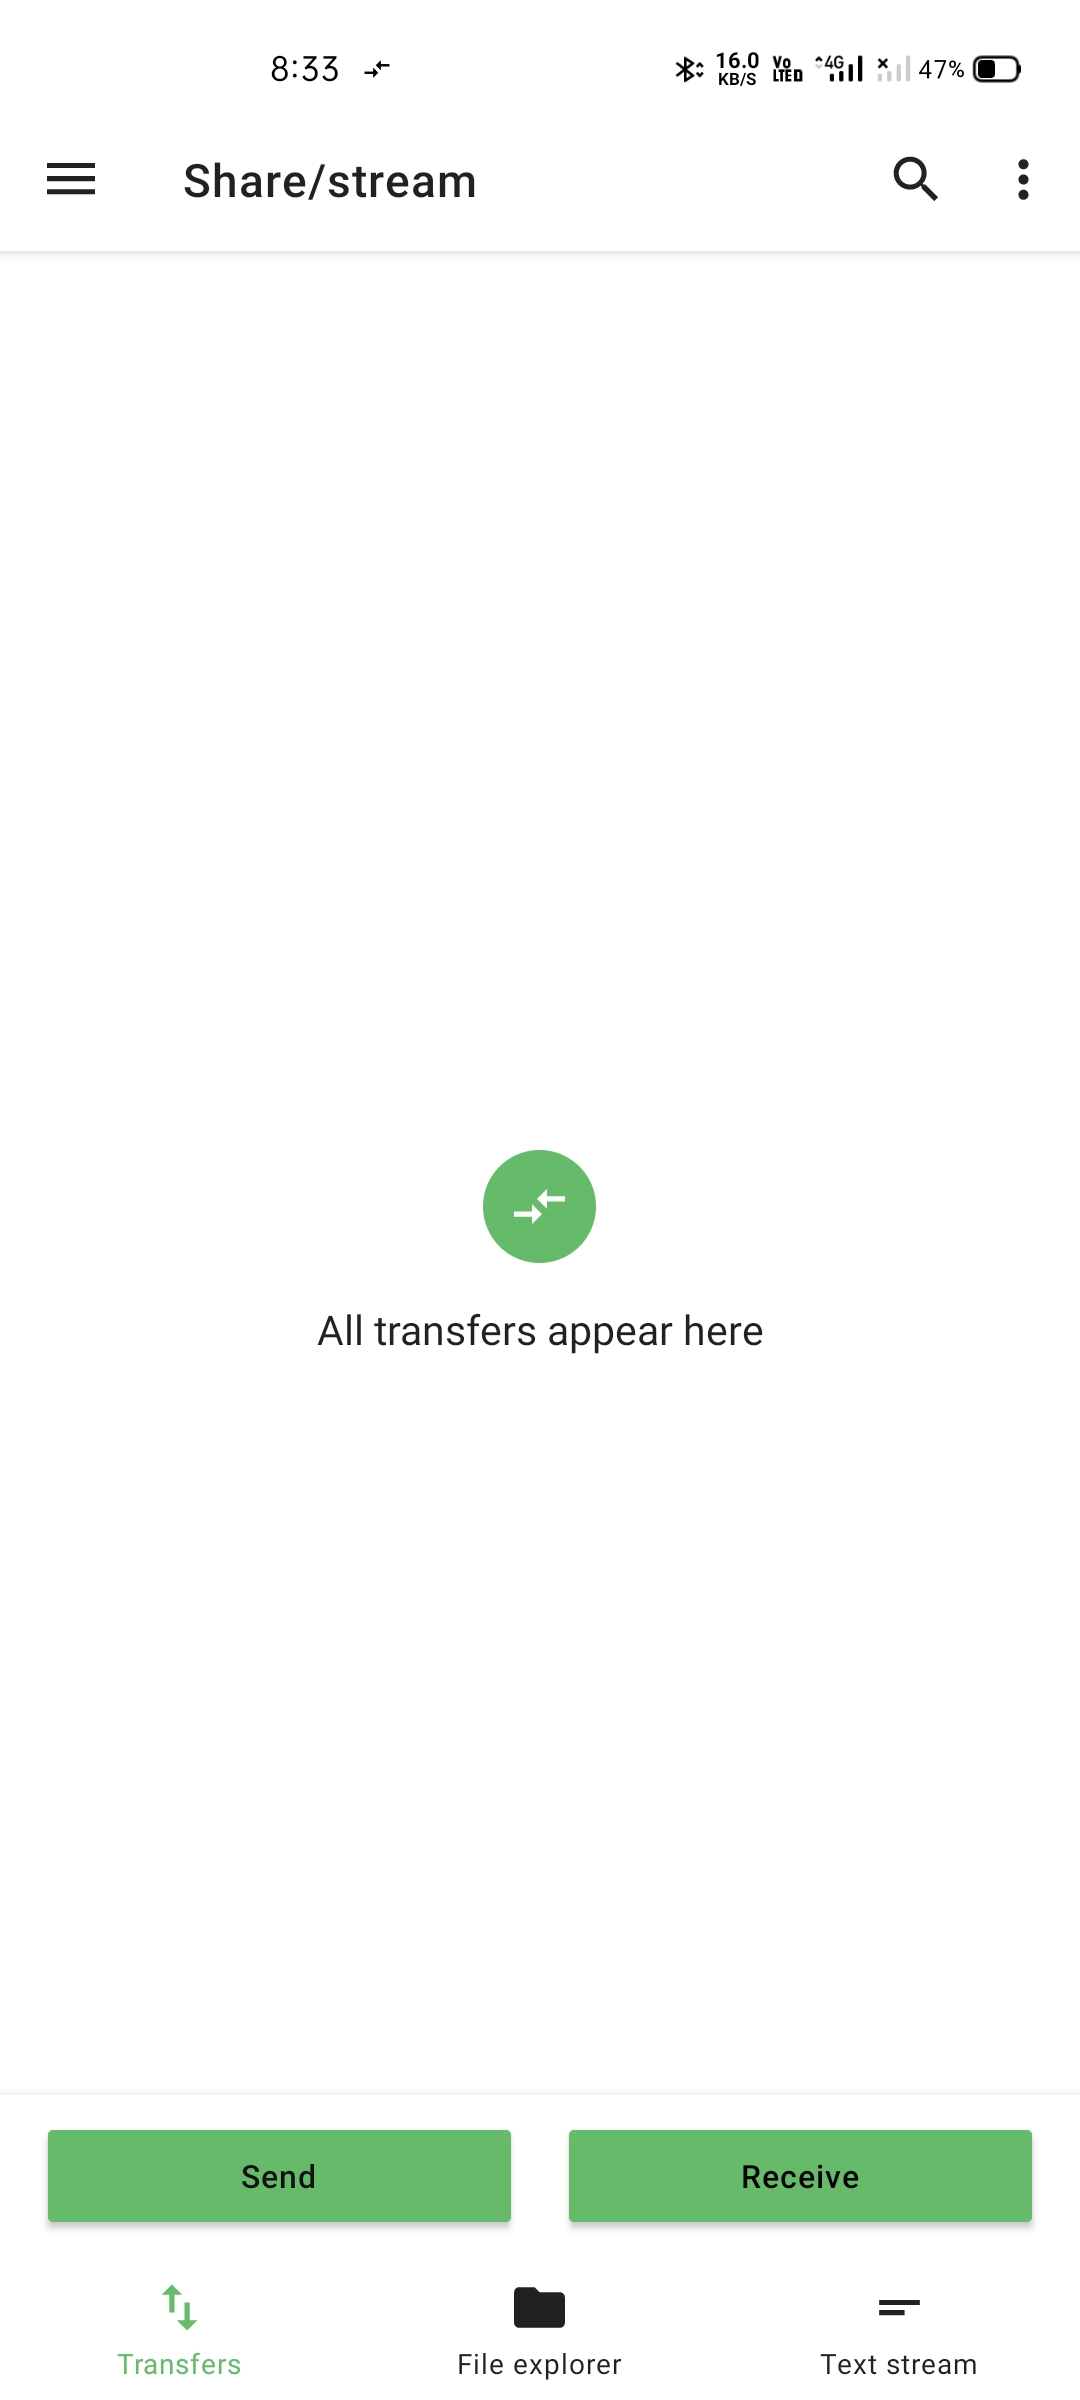 8:33 16.0 KB/S Vo LTED 4G 47%
Share/stream
All transfers appear here
Send Receive
Transfers File explorer Text stream